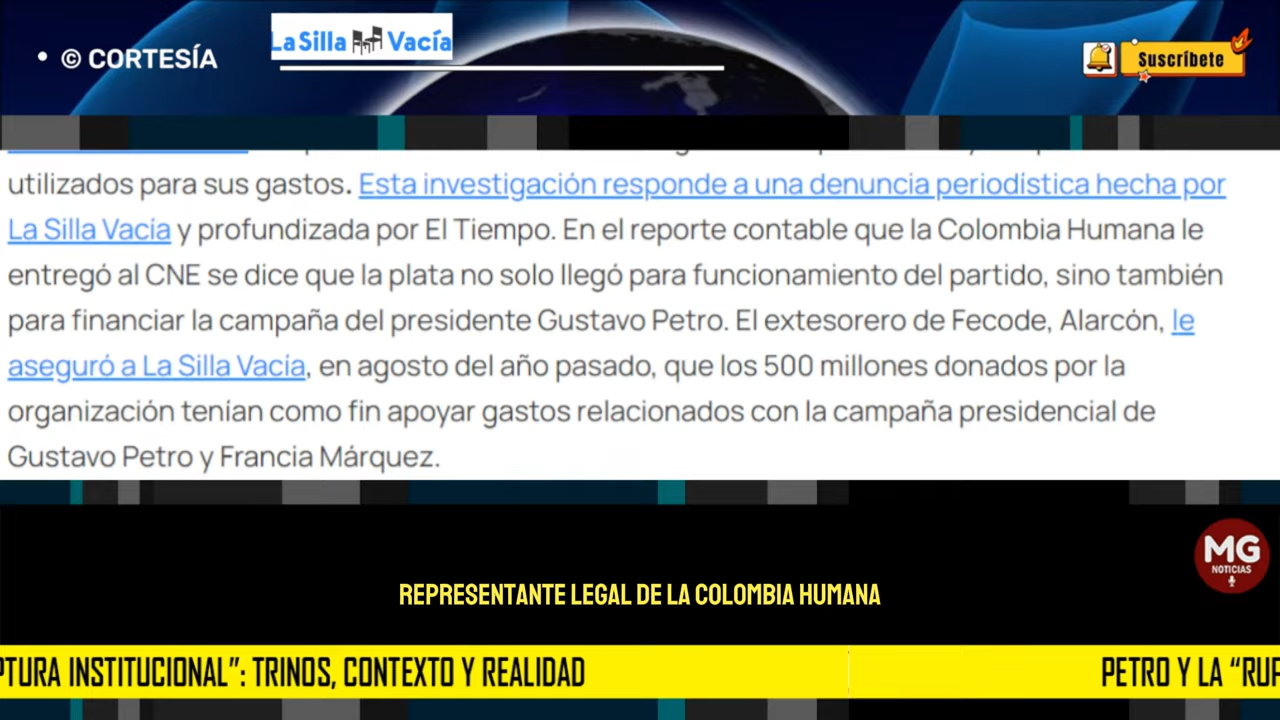 • © CORTESÍA
La Silla Vacía
Suscríbete
utilizados para sus gastos. Esta investigación responde a una denuncia periodística hecha por
La Silla Vacía y profundizada por El Tiempo. En el reporte contable que la Colombia Humana le
entregó al CNE se dice que la plata no solo llegó para funcionamiento del partido, sino también
para financiar la campaña del presidente Gustavo Petro. El extesorero de Fecode, Alarcón, le
aseguró a La Silla Vacía, en agosto del año pasado, que los 500 millones donados por la
organización tenían como fin apoyar gastos relacionados con la campaña presidencial de
Gustavo Petro y Francia Márquez.
MG
NOTICIAS
REPRESENTANTE LEGAL DE LA COLOMBIA HUMANA
PTURA INSTITUCIONAL”: TRINOS, CONTEXTO Y REALIDAD
PETRO Y LA “RUP